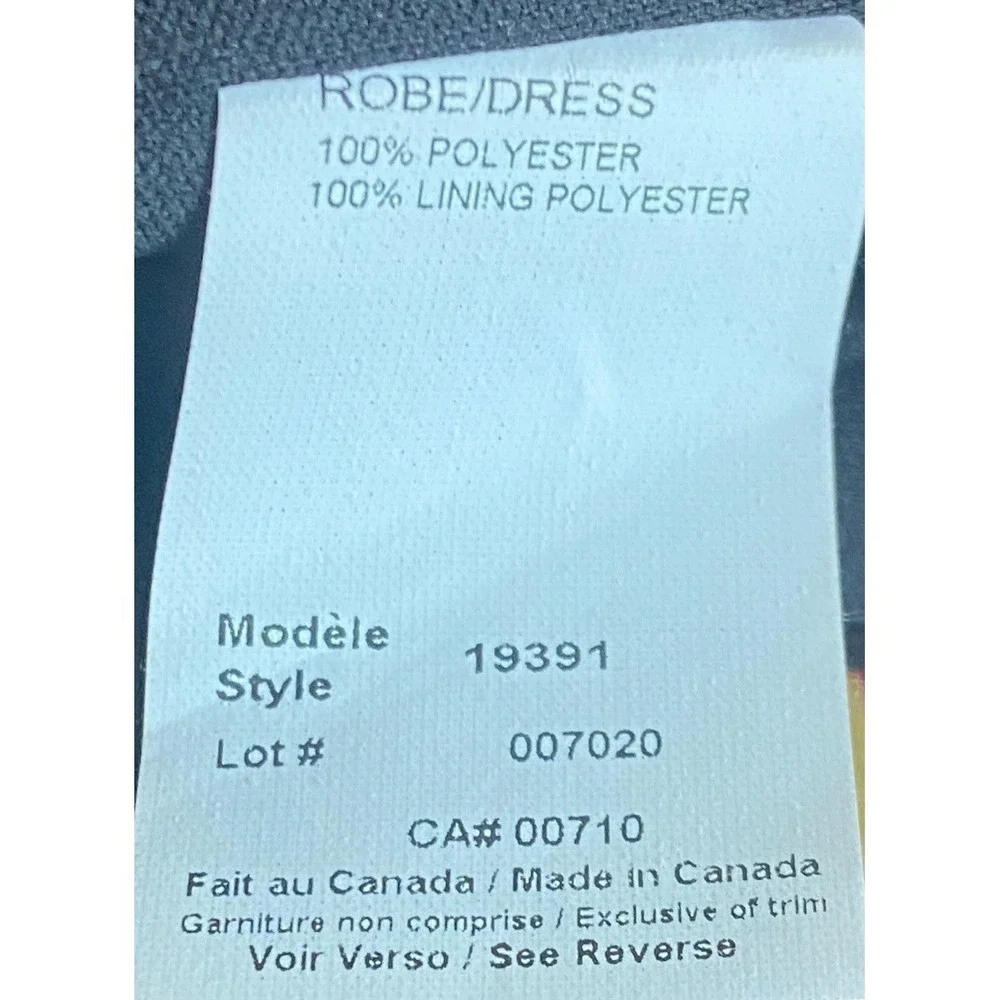 ROBE/DRESS
100% POLYESTER
100% LINING POLYESTER
Modèle
Style 19391
Lot # 007020
CA# 00710
Fait au Canada / Made in Canada
Garniture non comprise / Exclusive of trim
Voir Verso / See Reverse